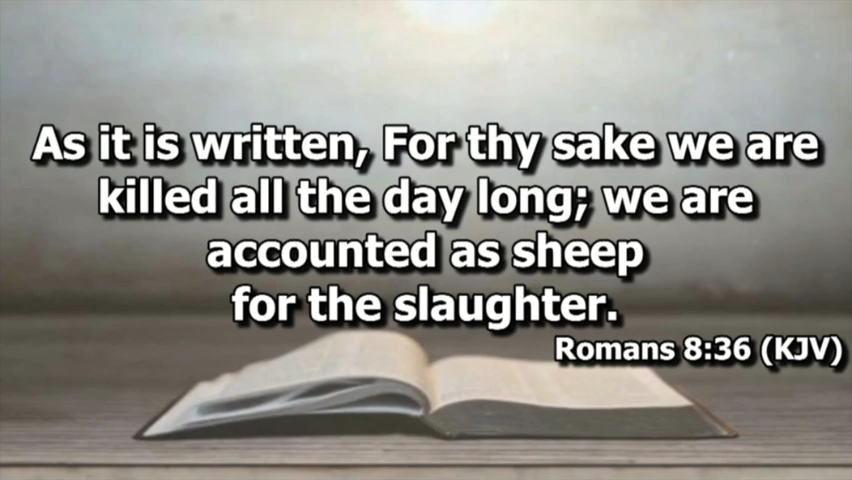 As it is written, For thy sake we are
killed all the day long; we are
accounted as sheep
for the slaughter.
Romans 8:36 (KJV)